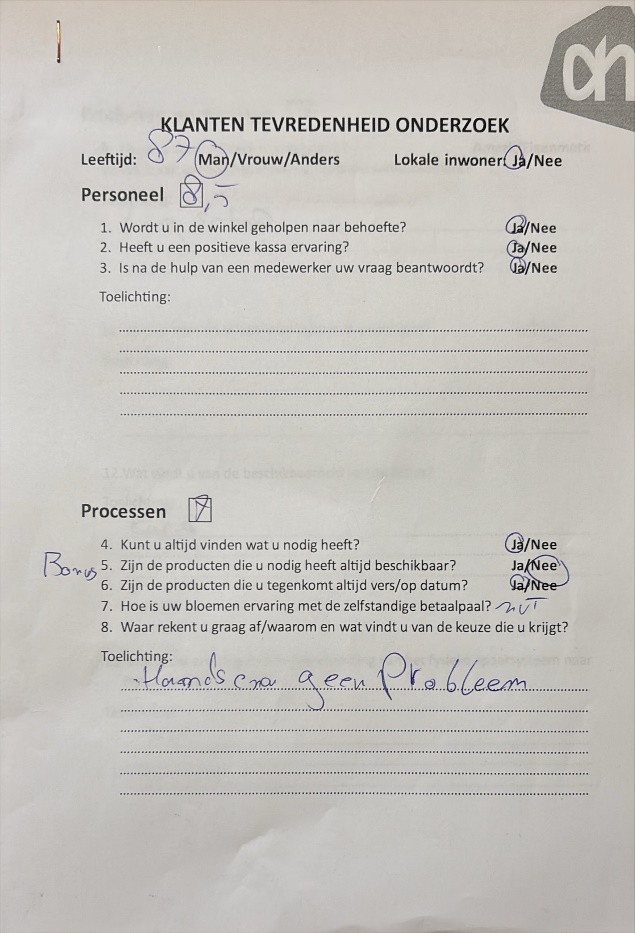 ah
KLANTEN TEVREDENHEID ONDERZOEK
Leeftijd: 87 Man/Vrouw/Anders Lokale inwoner: Ja/Nee
Personeel 8,5
1. Wordt u in de winkel geholpen naar behoefte? Ja/Nee
2. Heeft u een positieve kassa ervaring? Ja/Nee
3. Is na de hulp van een medewerker uw vraag beantwoordt? Ja/Nee
Toelichting:
Processen 7
4. Kunt u altijd vinden wat u nodig heeft? Ja/Nee
Bonus 5. Zijn de producten die u nodig heeft altijd beschikbaar? Ja/Nee
6. Zijn de producten die u tegenkomt altijd vers/op datum? Ja/Nee
7. Hoe is uw bloemen ervaring met de zelfstandige betaalpaal?
8. Waar rekent u graag af/waarom en wat vindt u van de keuze die u krijgt?
Toelichting:
geen Probleem